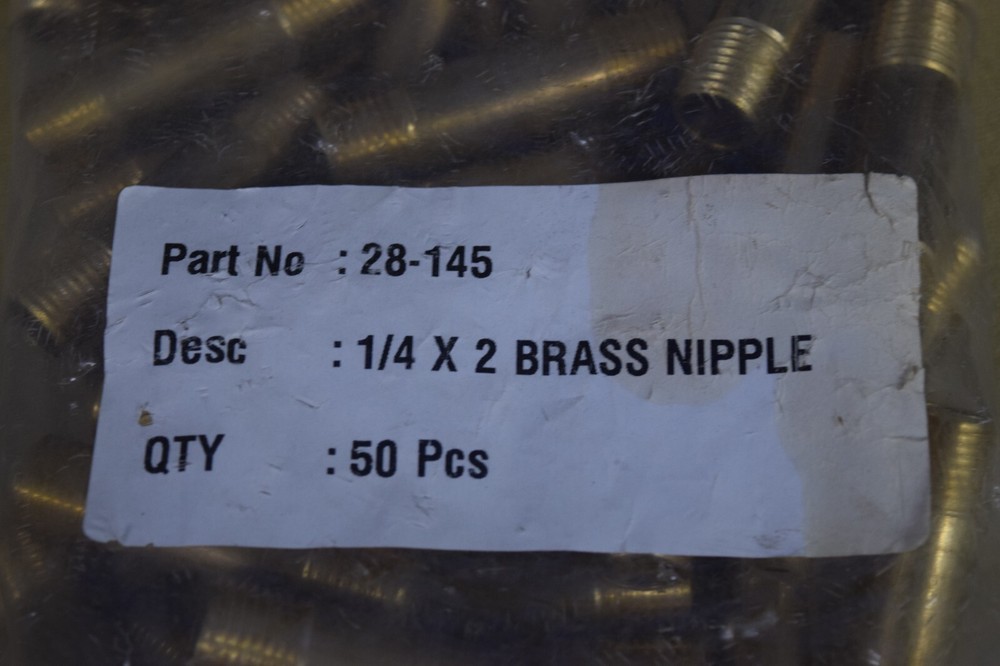 Part No : 28-145
Desc : 1/4 X 2 BRASS NIPPLE
QTY : 50 Pcs